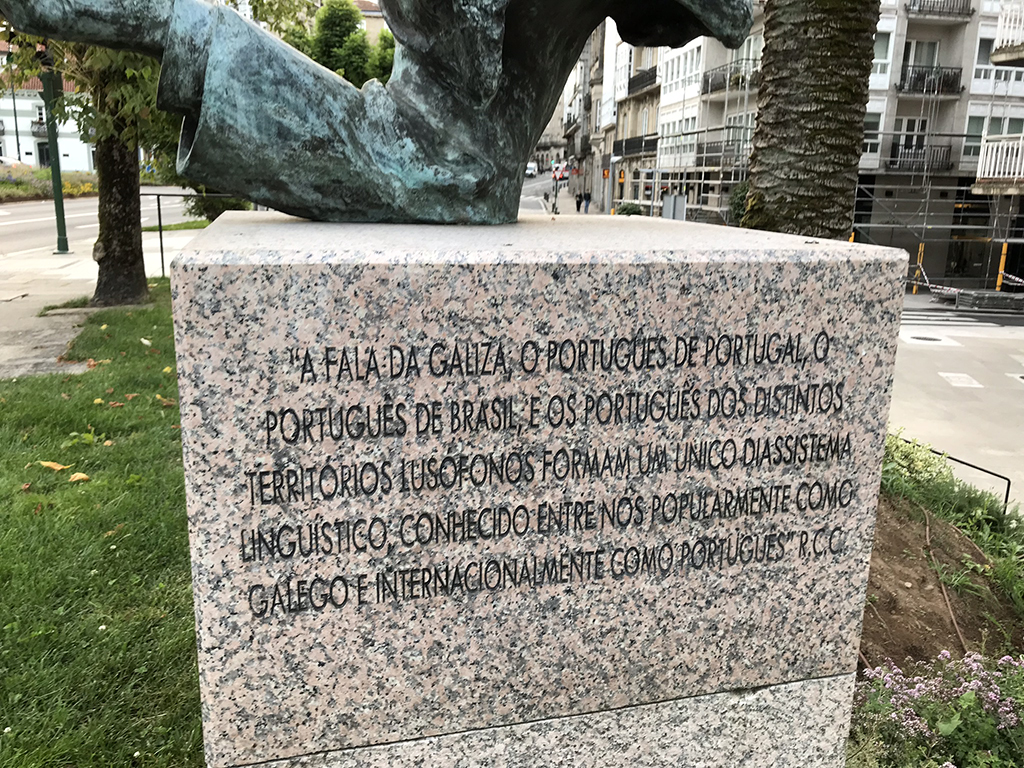 "A FALA DA GALIZA, O PORTUGUÊS DE PORTUGAL, O
PORTUGUÊS DE BRASIL, E OS PORTUGUÊS DOS DISTINTOS
TERRITÓRIOS LUSÓFONOS FORMAM UM ÚNICO DIASSISTEMA
LINGUÍSTICO, CONHECIDO ENTRE NÓS POPULARMENTE COMO
GALEGO E INTERNACIONALMENTE COMO PORTUGUÊS" R.C.C.